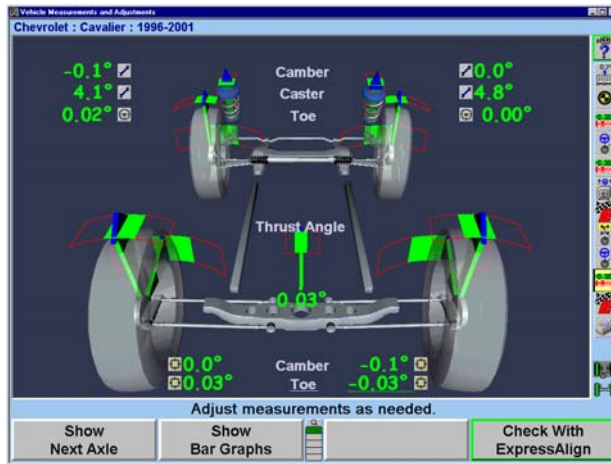 Vehicle Measurements and Adjustments
Chevrolet : Cavalier : 1996-2001
-0.1° Camber 0.0°
4.1° Caster 4.8°
0.02° Toe 0.00°
Thrust Angle
0.03°
0.0° Camber -0.1°
0.03° Toe -0.03°
Adjust measurements as needed.
Show
Next Axle
Show
Bar Graphs
Check With
ExpressAlign